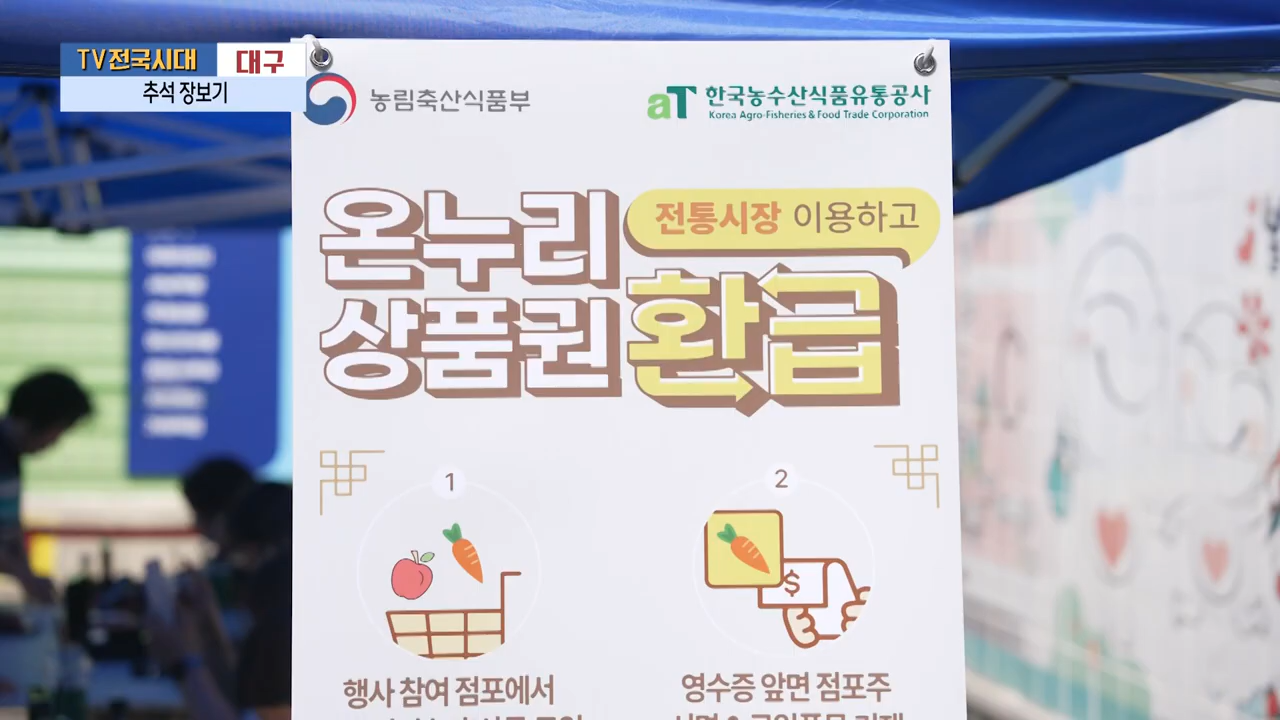 TV전국시대 대구
추석 장보기
농림축산식품부
aT 한국농수산식품유통공사
Korea Agro-Fisheries & Food Trade Corporation
온누리
상품권
전통시장 이용하고
환급
1
행사 참여 점포에서
2
$
영수증 앞면 점포주